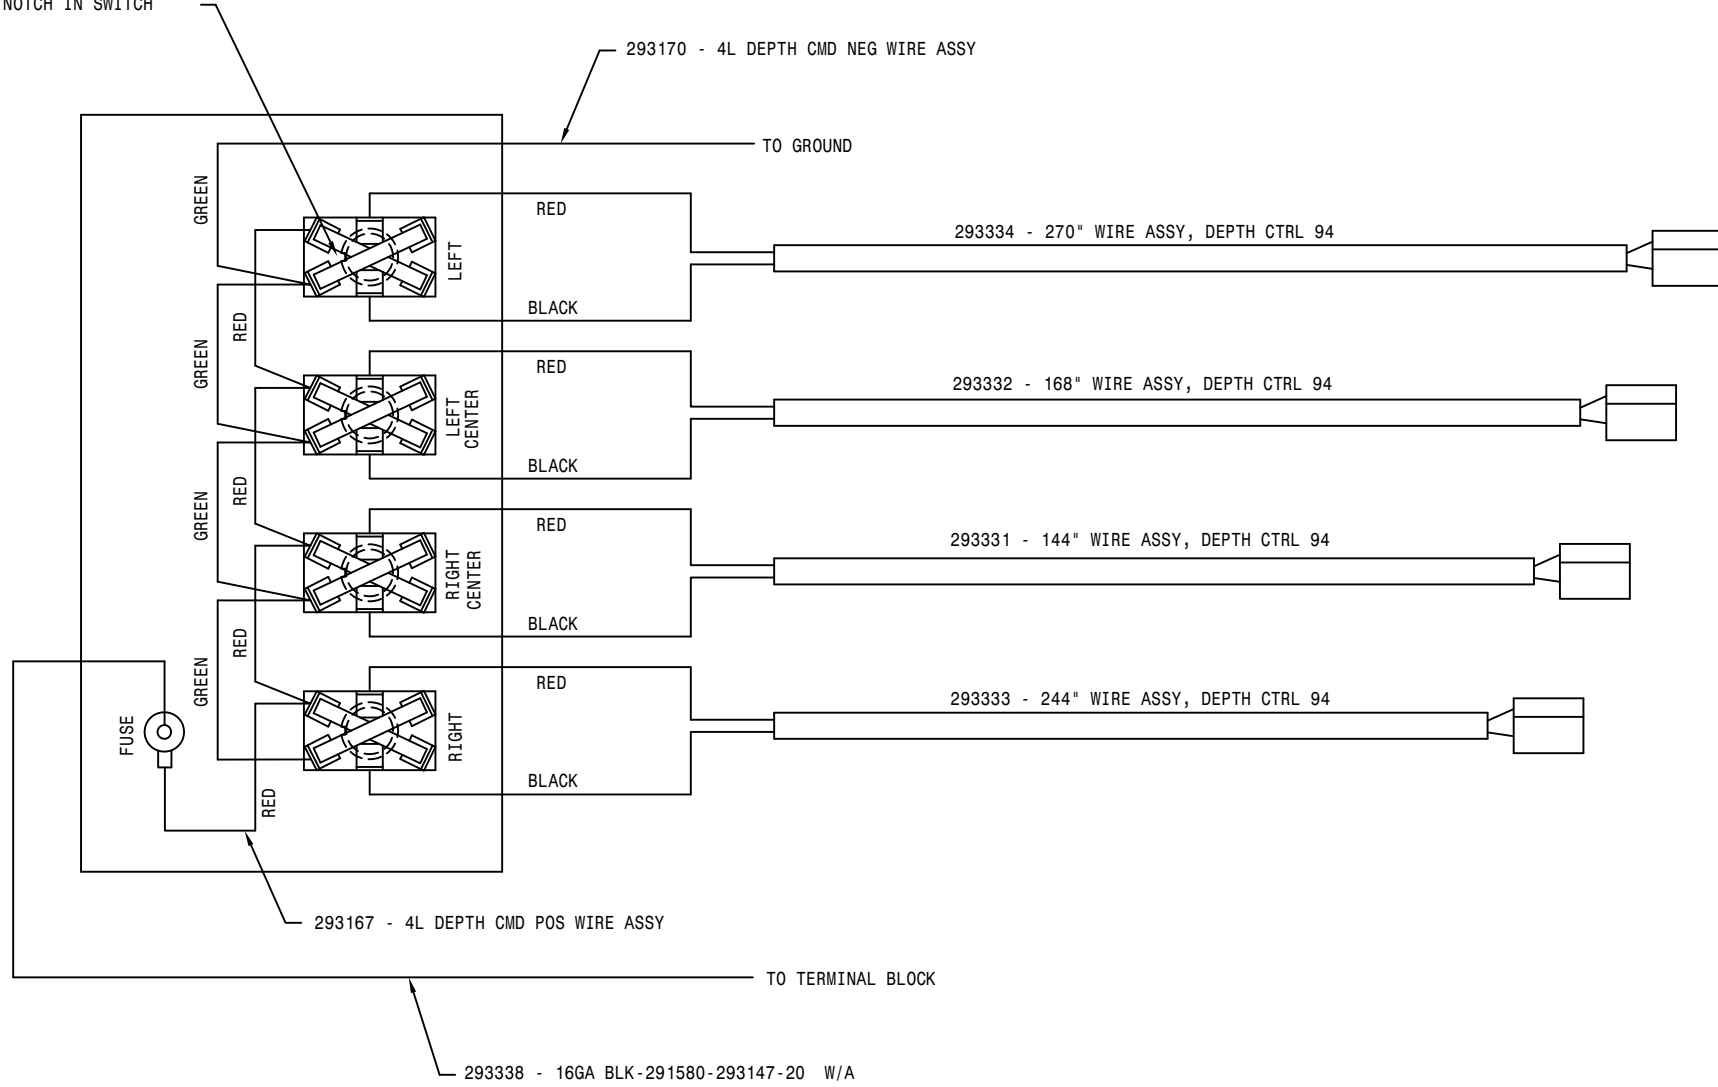 NOTCH IN SWITCH
293170 - 4L DEPTH CMD NEG WIRE ASSY
TO GROUND
GREEN
RED
LEFT
BLACK
293334 - 270" WIRE ASSY, DEPTH CTRL 94
RED
GREEN
RED
LEFT
CENTER
BLACK
293332 - 168" WIRE ASSY, DEPTH CTRL 94
RED
GREEN
RED
RIGHT
CENTER
BLACK
293331 - 144" WIRE ASSY, DEPTH CTRL 94
RED
GREEN
RED
RIGHT
BLACK
293333 - 244" WIRE ASSY, DEPTH CTRL 94
FUSE
RED
293167 - 4L DEPTH CMD POS WIRE ASSY
TO TERMINAL BLOCK
293338 - 16GA BLK-291580-293147-20 W/A